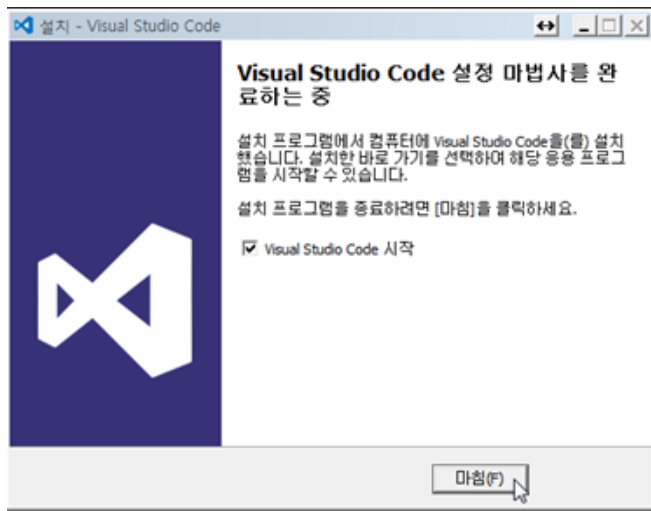 설치 - Visual Studio Code
Visual Studio Code 설정 마법사를 완
료하는 중
설치 프로그램에서 컴퓨터에 Visual Studio Code을(를) 설치
했습니다. 설치한 바로 가기를 선택하여 해당 응용 프로그
램을 시작할 수 있습니다.
설치 프로그램을 종료하려면 [마침]을 클릭하세요.
Visual Studio Code 시작
마침(F)